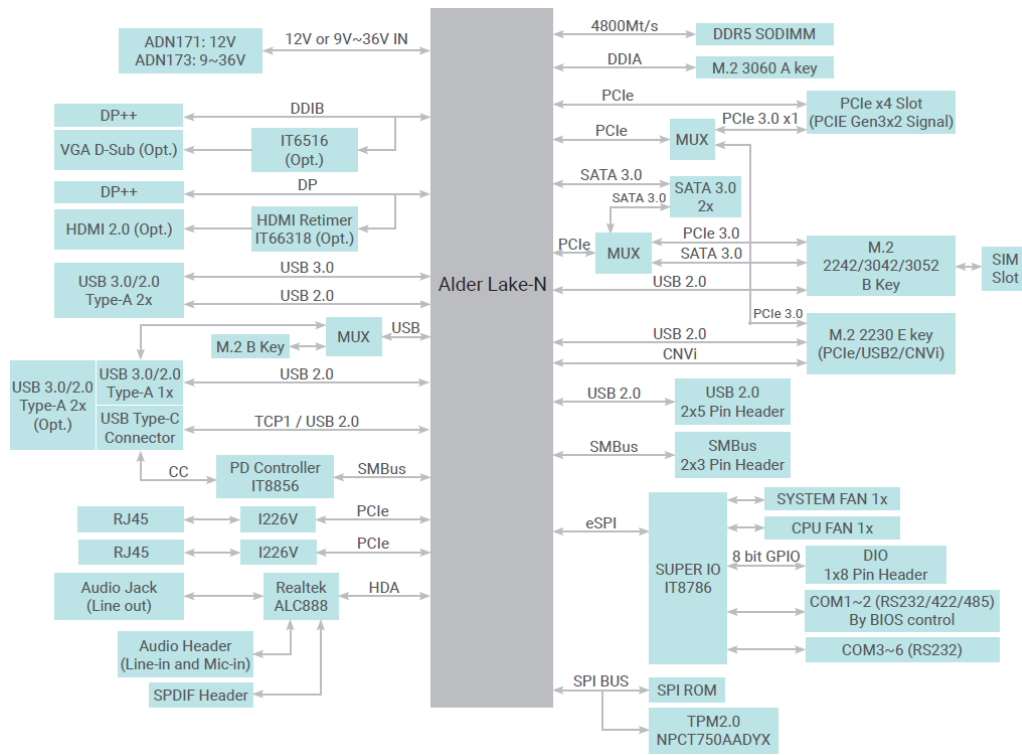 ADN171: 12V
ADN173: 9~36V
12V or 9V~36V IN
DP++
DDIB
VGA D-Sub (Opt.)
IT6516
(Opt.)
DP++
DP
HDMI 2.0 (Opt.)
HDMI Retimer
IT66318 (Opt.)
USB 3.0/2.0
Type-A 2x
USB 3.0
USB 2.0
M.2 B Key
MUX
USB
USB 3.0/2.0
Type-A 2x
(Opt.)
USB 3.0/2.0
Type-A 1x
USB 2.0
USB Type-C
Connector
TCP1 / USB 2.0
CC
PD Controller
IT8856
SMBus
RJ45
I226V
PCIe
RJ45
I226V
PCIe
Audio Jack
(Line out)
Realtek
ALC888
HDA
Audio Header
(Line-in and Mic-in)
SPDIF Header
Alder Lake-N
4800Mt/s
DDR5 SODIMM
DDIA
M.2 3060 A key
PCIe
PCIe x4 Slot
(PCIE Gen3x2 Signal)
PCIe
MUX
PCIe 3.0 x1
SATA 3.0
SATA 3.0
2x
SATA 3.0
PCIe
MUX
PCIe 3.0
SATA 3.0
USB 2.0
M.2
2242/3042/3052
B Key
SIM
Slot
PCIe 3.0
USB 2.0
CNVi
M.2 2230 E key
(PCIe/USB2/CNVi)
USB 2.0
USB 2.0
2x5 Pin Header
SMBus
SMBus
2x3 Pin Header
eSPI
SUPER IO
IT8786
SYSTEM FAN 1x
CPU FAN 1x
8 bit GPIO
DIO
1x8 Pin Header
COM1~2 (RS232/422/485)
By BIOS control
COM3~6 (RS232)
SPI BUS
SPI ROM
TPM2.0
NPCT750AADYX